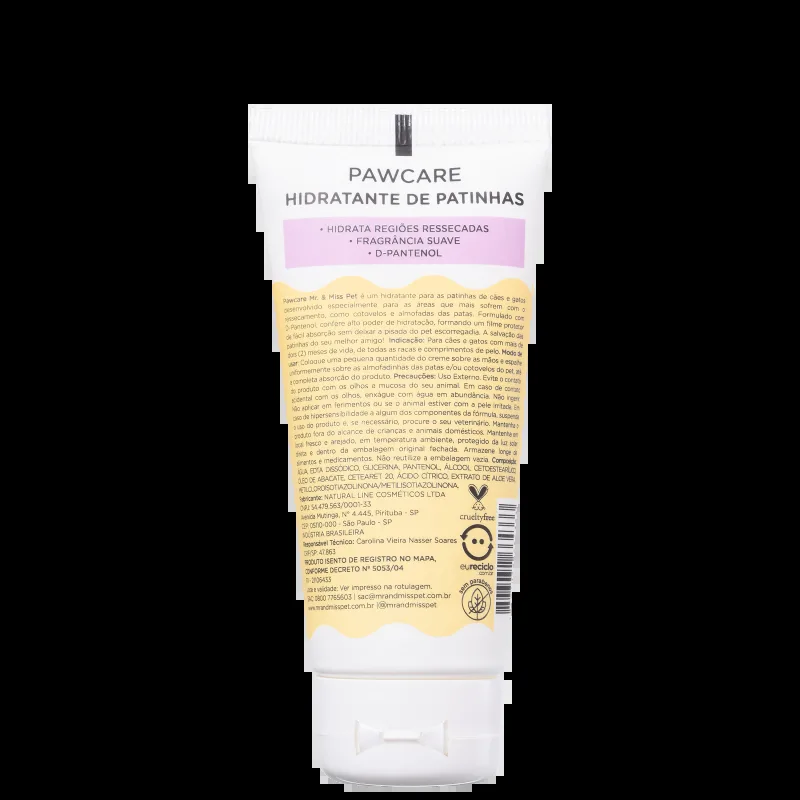 PAWCARE
HIDRATANTE DE PATINHAS
• HIDRATA REGIÕES RESSECADAS
• FRAGRÂNCIA SUAVE
• D-PANTENOL
Pawcare Mr. & Miss Pet é um hidratante para as patinhas de cães e gatos
desenvolvido especialmente para as áreas que mais sofrem com o
ressecamento, como cotovelos e almofadas das patas. Formulado com
D-Pantenol, confere alto poder de hidratação, formando um filme protetor
de fácil absorção sem deixar a pisada do pet escorregadia. A salvação das
patinhas do seu melhor amigo! Indicação: Para cães e gatos com mais de
dois (2) meses de vida, de todas as raças e comprimentos de pelo. Modo de
usar: Coloque uma pequena quantidade do creme sobre as mãos e espalhe
uniformemente sobre as almofadinhas das patas e/ou cotovelos do pet, até
a completa absorção do produto. Precauções: Uso Externo. Evite o contato
do produto com os olhos e mucosa do seu animal. Em caso de contato
acidental com os olhos, enxágue com água em abundância. Não ingerir.
Não aplicar em ferimentos ou se o animal estiver com a pele irritada. Em
caso de hipersensibilidade a algum dos componentes da fórmula, suspenda
o uso do produto e, se necessário, procure o seu veterinário. Mantenha o
produto fora do alcance de crianças e animais domésticos. Mantenha em
local fresco e arejado, em temperatura ambiente, protegido da luz solar
direta e dentro da embalagem original fechada. Armazene longe de
alimentos e medicamentos. Não reutilize a embalagem vazia. Composição:
ÁGUA, EDTA DISSÓDICO, GLICERINA, PANTENOL, ÁLCOOL CETOESTEARÍLICO,
ÓLEO DE ABACATE, CETEARET 20, ÁCIDO CÍTRICO, EXTRATO DE ALOE VERA,
METILCLOROISOTIAZOLINONA/METILISOTIAZOLINONA.
Fabricante: NATURAL LINE COSMÉTICOS LTDA
CNPJ: 54.479.563/0001-33
Avenida Mutinga, N° 4.445, Pirituba - SP
CEP: 05110-000 - São Paulo - SP
INDÚSTRIA BRASILEIRA
Responsável Técnico: Carolina Vieira Nasser Soares
CRF/SP: 41.863
PRODUTO ISENTO DE REGISTRO NO MAPA,
CONFORME DECRETO N° 5053/04
2106433
Lote e validade: Ver impresso na rotulagem.
SAC 0800 7765603 | sac@mrandmisspet.com.br
www.mrandmisspet.com.br | @mrandmisspet
crueltyfree
eureciclo
.com.br
sem parabenos